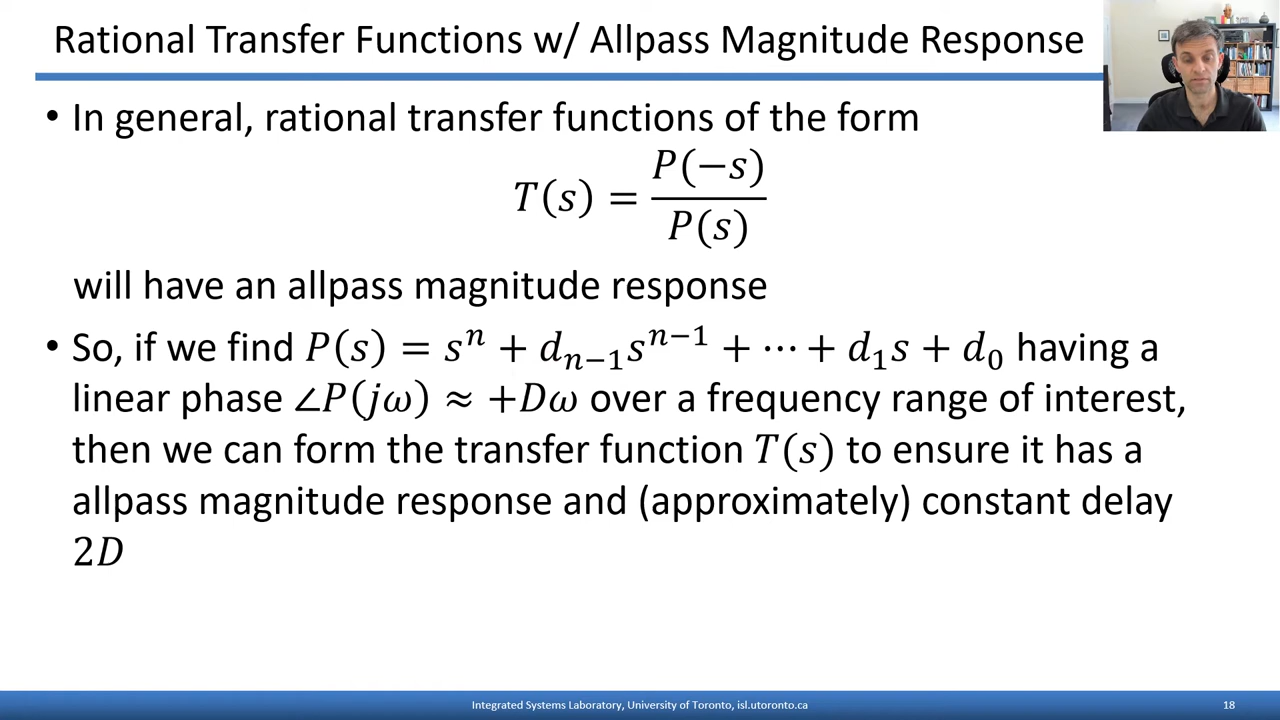 Rational Transfer Functions w/ Allpass Magnitude Response
• In general, rational transfer functions of the form
T(s) = P(−s) / P(s)
will have an allpass magnitude response
• So, if we find P(s) = sⁿ + dₙ₋₁sⁿ⁻¹ + ⋯ + d₁s + d₀ having a
linear phase ∠P(jω) ≈ +Dω over a frequency range of interest,
then we can form the transfer function T(s) to ensure it has a
allpass magnitude response and (approximately) constant delay
2D
Integrated Systems Laboratory, University of Toronto, isl.utoronto.ca
18